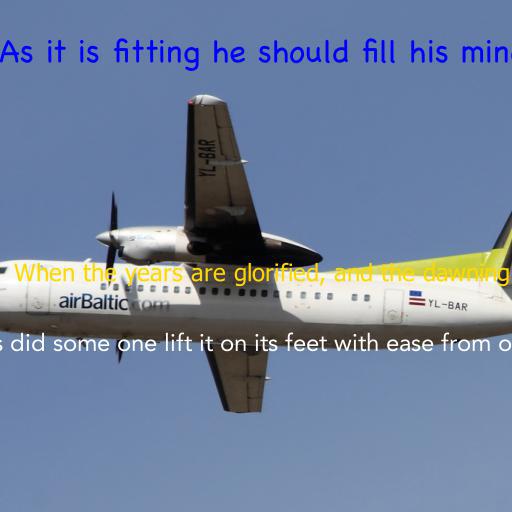 As it is fitting he should fill his min
YL-BAR
When the years are glorified, and the dawning
airBaltic.com
YL-BAR
s did some one lift it on its feet with ease from o